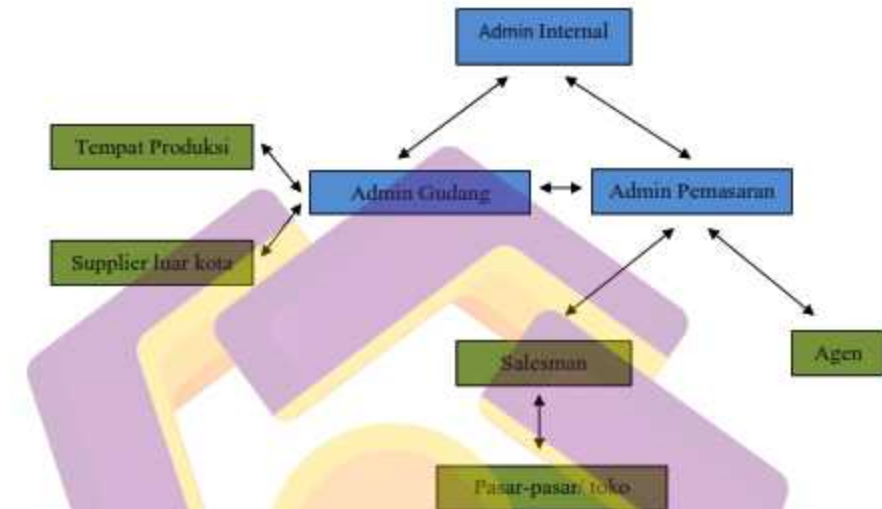 Admin Internal
Tempat Produksi
Admin Gudang
Admin Pemasaran
Supplier luar kota
Salesman
Agen
Pasar-pasar/ toko